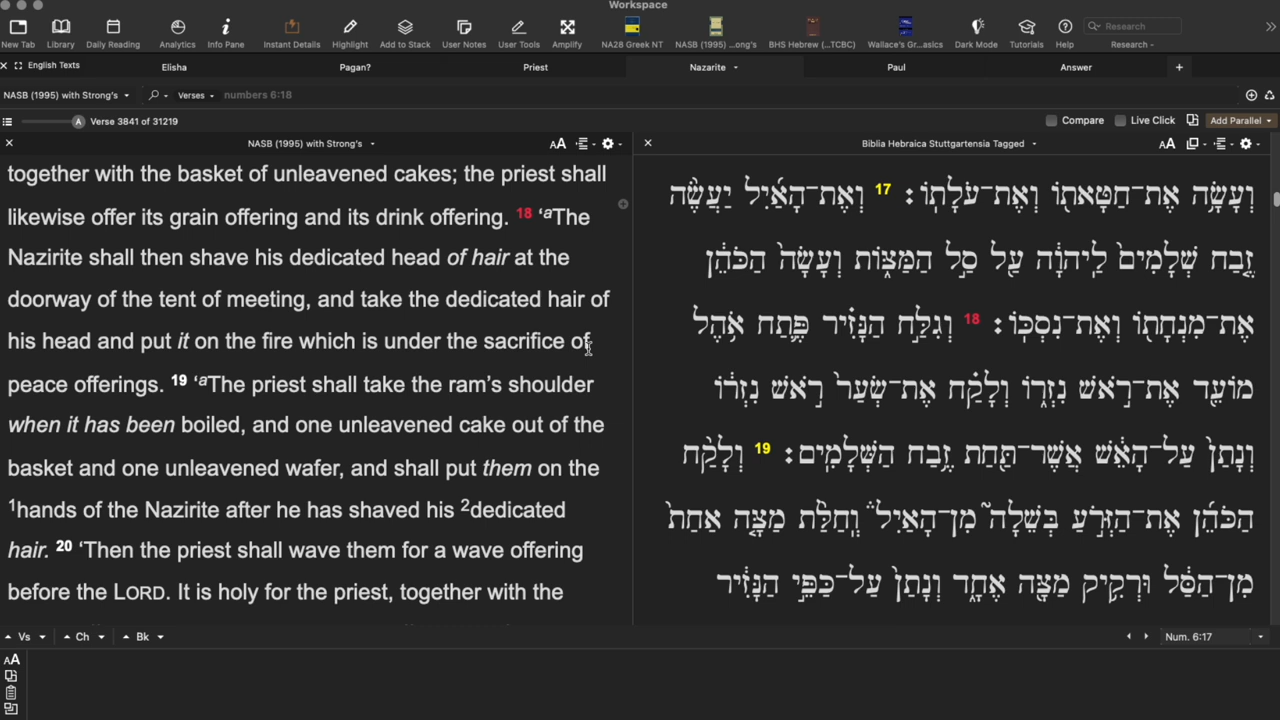 Workspace
New Tab Library Daily Reading Analytics Info Pane Instant Details Highlight Add to Stack User Notes User Tools Amplify NA28 Greek NT NASB (1995) ...ong's BHS Hebrew (...TCBC) Wallace's Gr...asics Dark Mode Tutorials Help Research
Research
English Texts Elisha Pagan? Priest Nazarite Paul Answer
NASB (1995) with Strong's Verses numbers 6:18
Verse 3841 of 31219 Compare Live Click Add Parallel
NASB (1995) with Strong's
together with the basket of unleavened cakes; the priest shall
likewise offer its grain offering and its drink offering. 18 ‘aThe
Nazirite shall then shave his dedicated head of hair at the
doorway of the tent of meeting, and take the dedicated hair of
his head and put it on the fire which is under the sacrifice of
peace offerings. 19 ‘aThe priest shall take the ram’s shoulder
when it has been boiled, and one unleavened cake out of the
basket and one unleavened wafer, and shall put them on the
1hands of the Nazirite after he has shaved his 2dedicated
hair. 20 ‘Then the priest shall wave them for a wave offering
before the LORD. It is holy for the priest, together with the
Biblia Hebraica Stuttgartensia Tagged
וְעָשָׂ֥ה אֶת־חַטָּאת֖וֹ וְאֶת־עֹלָתֽוֹ׃ 17 וְאֶת־הָאַ֜יִל יַעֲשֶׂ֨ה
זֶ֤בַח שְׁלָמִים֙ לַֽיהוָ֔ה עַ֖ל סַ֣ל הַמַּצּ֑וֹת וְעָשָׂה֙ הַכֹּהֵ֔ן
אֶת־מִנְחָת֖וֹ וְאֶת־נִסְכּֽוֹ׃ 18 וְגִלַּ֣ח הַנָּזִ֗יר פֶּ֛תַח אֹ֥הֶל
מוֹעֵ֖ד אֶת־רֹ֣אשׁ נִזְר֑וֹ וְלָקַ֗ח אֶת־שְׂעַר֙ רֹ֣אשׁ נִזְר֔וֹ
וְנָתַן֙ עַל־הָאֵ֔שׁ אֲשֶׁר־תַּ֖חַת זֶ֥בַח הַשְּׁלָמִֽים׃ 19 וְלָקַ֨ח
הַכֹּהֵ֜ן אֶת־הַזְּרֹ֣עַ בְּשֵׁלָה֮ מִן־הָאַיִל֒ וְֽחַלַּ֨ת מַצָּ֤ה אַחַת֙
מִן־הַסַּ֔ל וּרְקִ֥יק מַצָּ֖ה אֶחָ֑ד וְנָתַן֙ עַל־כַּפֵּ֣י הַנָּזִ֔יר
Vs Ch Bk Num. 6:17